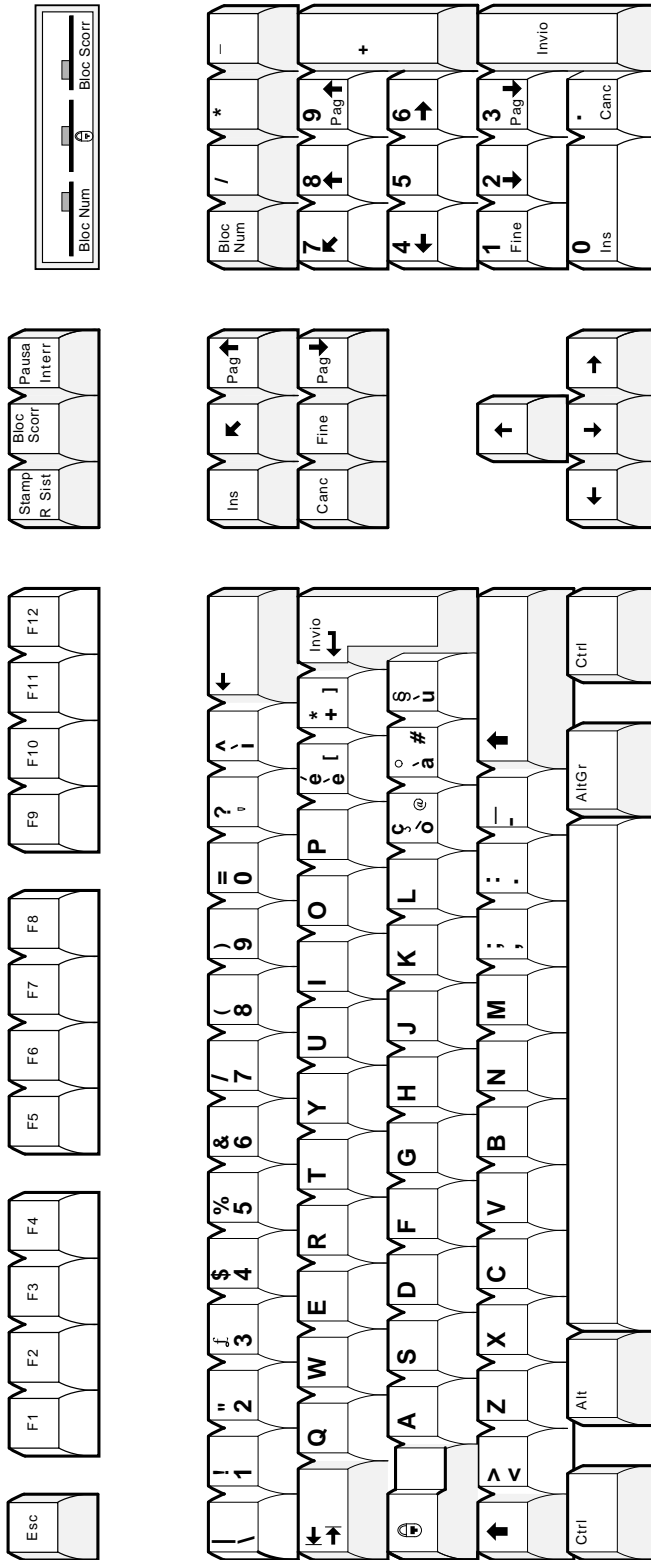 Esc F1 F2 F3 F4 F5 F6 F7 F8 F9 F10 F11 F12 Stamp Bloc Pausa
R Sist Scorr Interr
Bloc Num Bloc Scorr
| ! " £ $ % & / ( ) = ? ^ ←
\ 1 2 3 4 5 6 7 8 9 0 ' ì
Ins ↖ Pag ↑
Bloc / * –
Num
⇤ ⇥ Q W E R T Y U I O P é è [ * + ] Invio ↵
Canc Fine Pag ↓
7 ↖ 8 ↑ 9 Pag ↑ +
A S D F G H J K L ç ò @ ° à # § ù
4 ← 5 6 →
↑ > < Z X C V B N M ; , : . _ - ↑
↑
1 Fine 2 ↓ 3 Pag ↓ Invio
Ctrl Alt AltGr Ctrl
← ↓ →
0 Ins . Canc